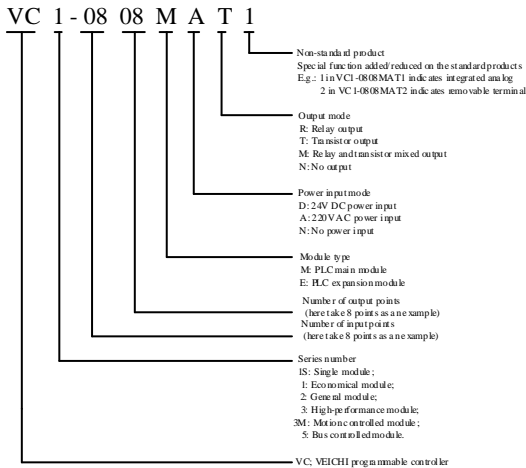 VC 1 - 08 08 M A T 1
Non-standard product
Special function added/reduced on the standard products
E.g.: 1 in VC1-0808MAT1 indicates integrated analog
2 in VC1-0808MAT2 indicates removable terminal
Output mode
R: Relay output
T: Transistor output
M: Relay and transistor mixed output
N: No output
Power input mode
D: 24V DC power input
A: 220V AC power input
N: No power input
Module type
M: PLC main module
E: PLC expansion module
Number of output points
(here take 8 points as an example)
Number of input points
(here take 8 points as an example)
Series number
1S: Single module;
1: Economical module;
2: General module;
3: High-performance module;
3M: Motion controlled module;
5: Bus controlled module.
VC; VEICHI programmable controller